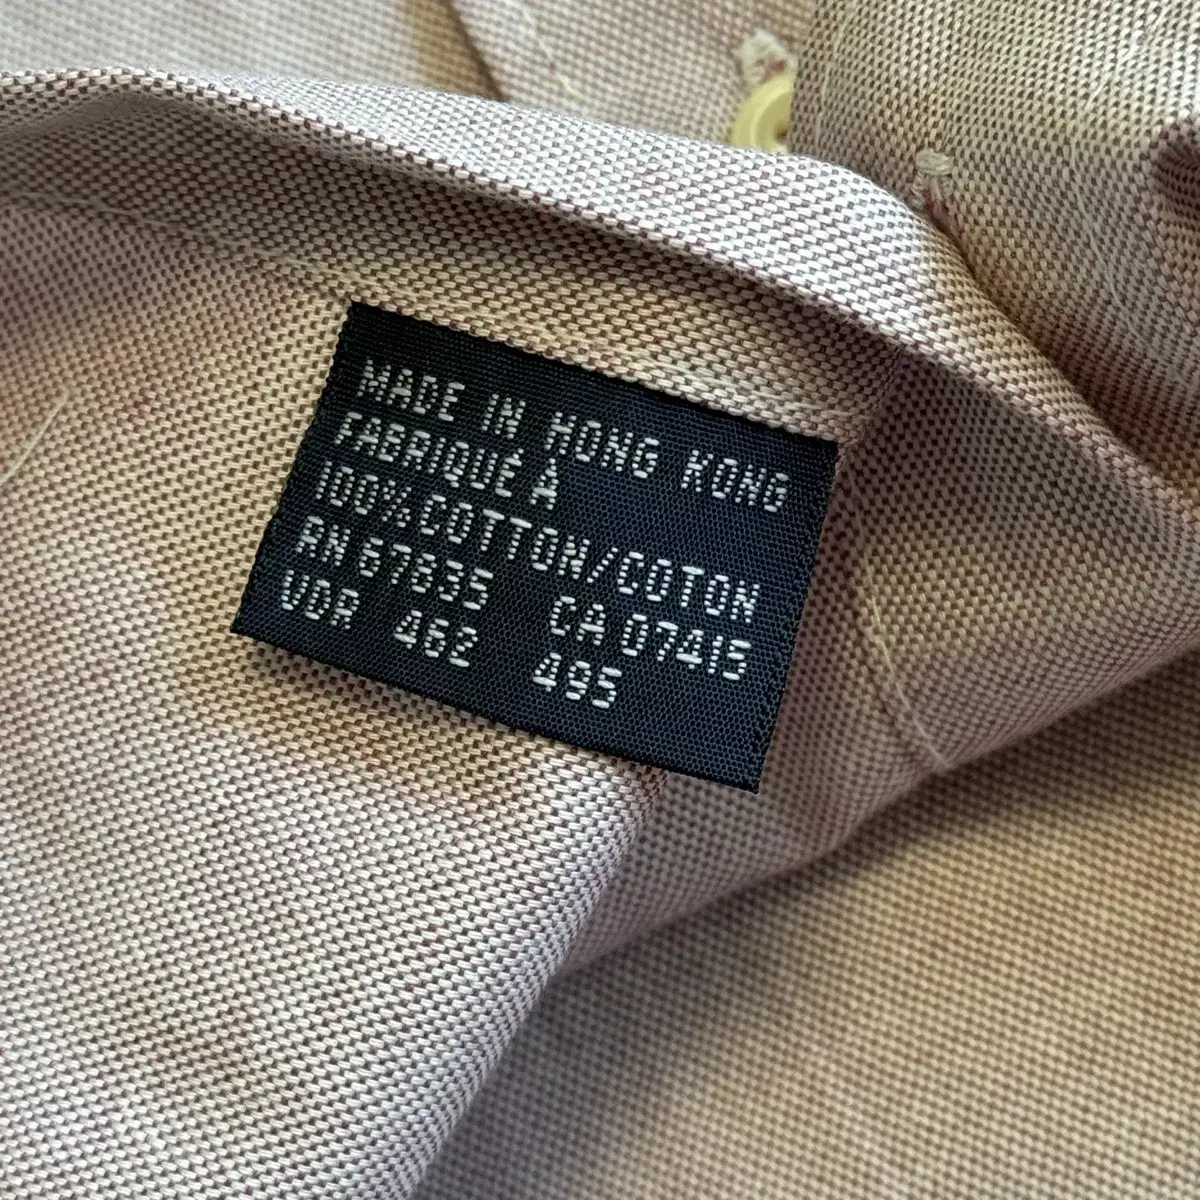 MADE IN HONG KONG
FABRIQUÉ À
100% COTTON/COTON
RN 67835 CA 07415
VDR 462 495